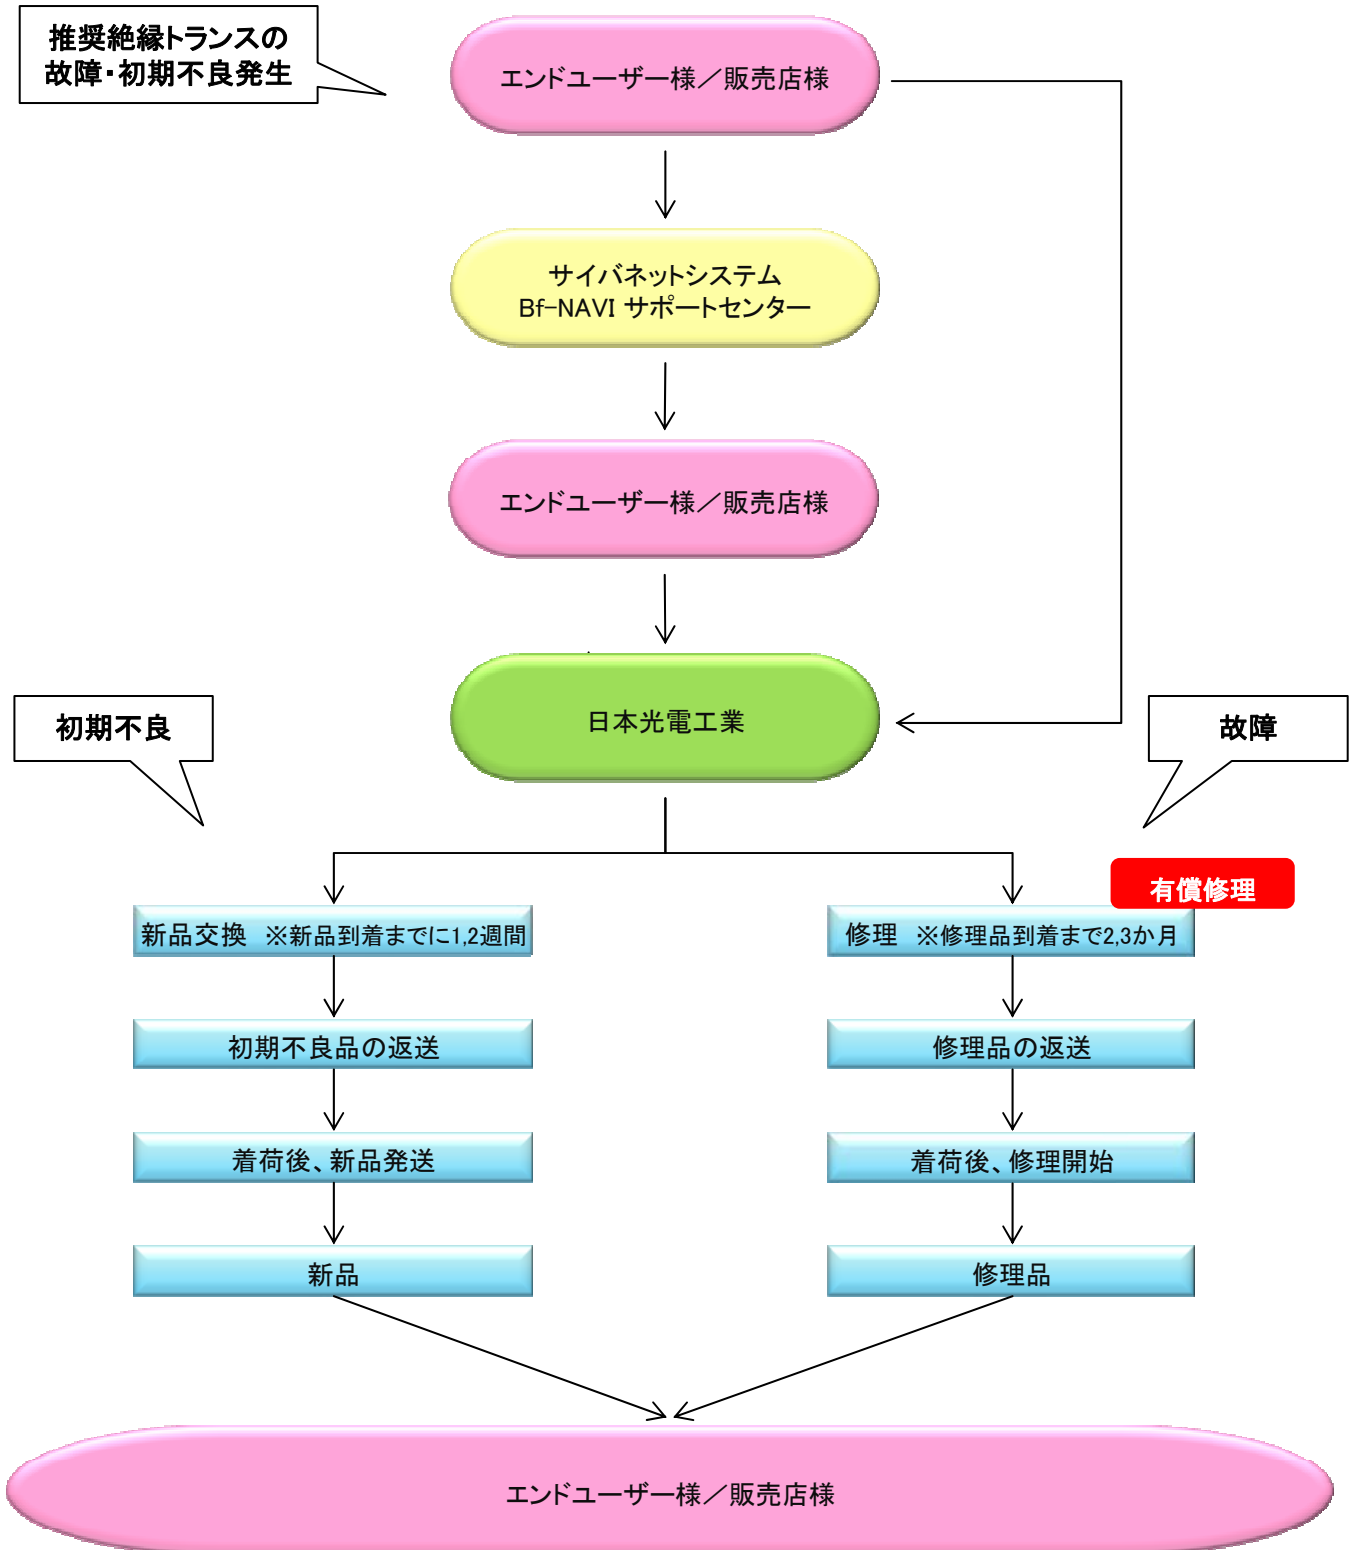 推奨絶縁トランスの
故障・初期不良発生
エンドユーザー様／販売店様
サイバネットシステム
Bf-NAVI サポートセンター
エンドユーザー様／販売店様
日本光電工業
初期不良
故障
有償修理
新品交換 ※新品到着までに1,2週間
修理 ※修理品到着まで2,3か月
初期不良品の返送
修理品の返送
着荷後、新品発送
着荷後、修理開始
新品
修理品
エンドユーザー様／販売店様